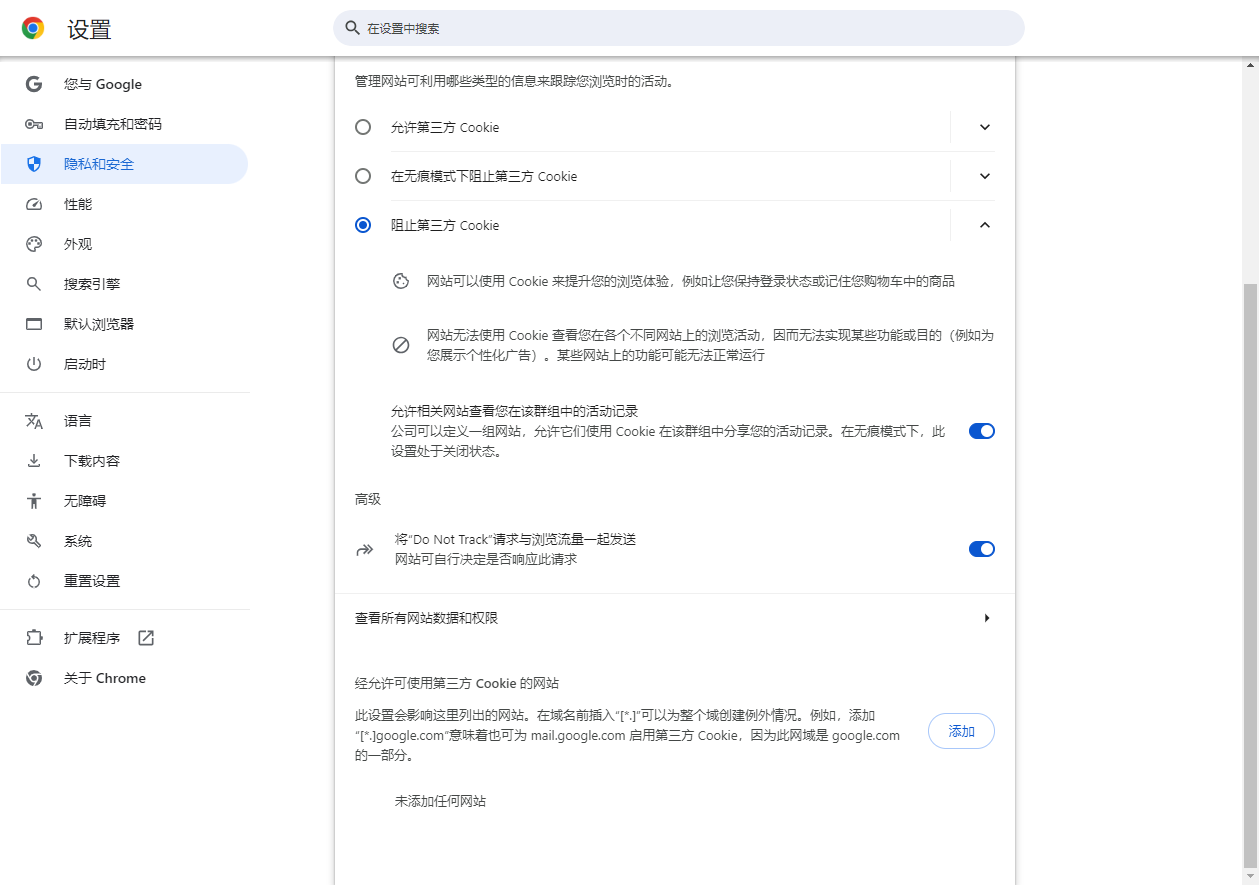 设置
在设置中搜索
您与 Google
自动填充和密码
隐私和安全
性能
外观
搜索引擎
默认浏览器
启动时
语言
下载内容
无障碍
系统
重置设置
扩展程序
关于 Chrome
管理网站可利用哪些类型的信息来跟踪您浏览时的活动。
允许第三方 Cookie
在无痕模式下阻止第三方 Cookie
阻止第三方 Cookie
网站可以使用 Cookie 来提升您的浏览体验，例如让您保持登录状态或记住您购物车中的商品
网站无法使用 Cookie 查看您在各个不同网站上的浏览活动，因而无法实现某些功能或目的（例如为
您展示个性化广告）。某些网站上的功能可能无法正常运行
允许相关网站查看您在该群组中的活动记录
公司可以定义一组网站，允许它们使用 Cookie 在该群组中分享您的活动记录。在无痕模式下，此
设置处于关闭状态。
高级
将“Do Not Track”请求与浏览流量一起发送
网站可自行决定是否响应此请求
查看所有网站数据和权限
经允许可使用第三方 Cookie 的网站
此设置会影响这里列出的网站。在域名前插入“[*.]”可以为整个域创建例外情况。例如，添加
“[*.]google.com”意味着也可为 mail.google.com 启用第三方 Cookie，因为此网域是 google.com
的一部分。
添加
未添加任何网站